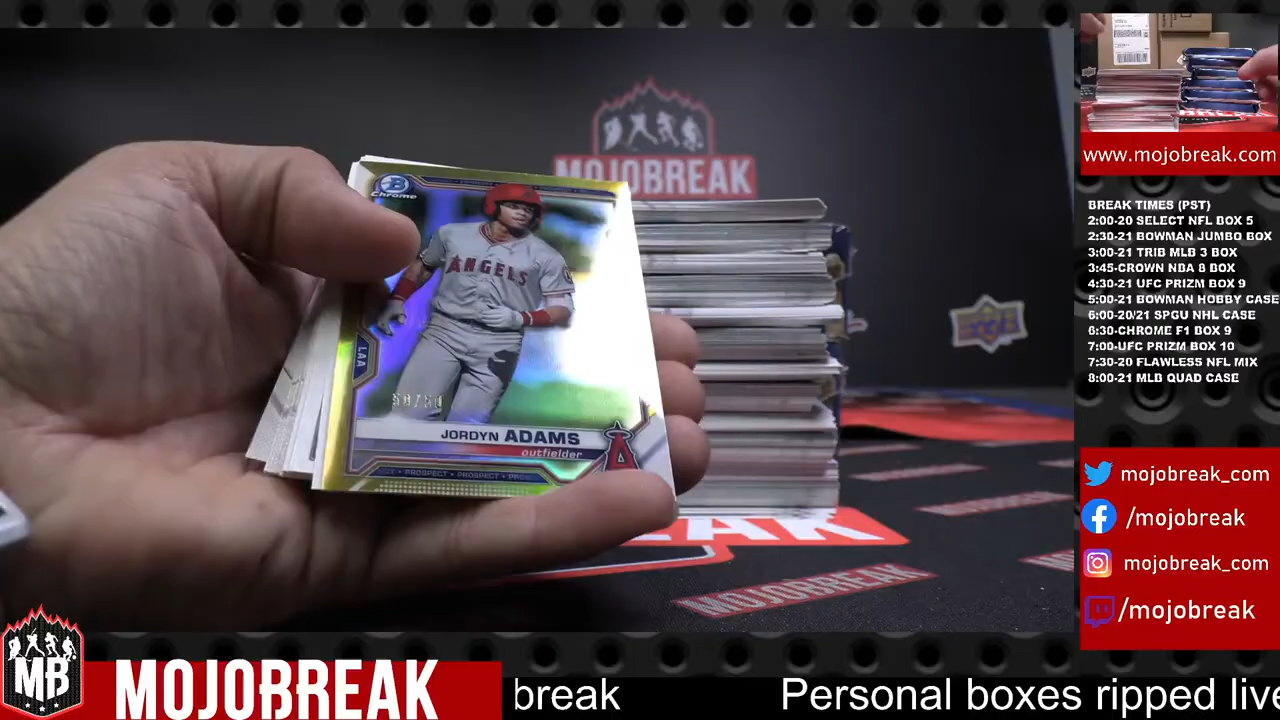 MOJOBREAK
B
Chrome
ANGELS
LAA
50/50
JORDYN ADAMS
outfielder
PROSPECT • PROSPECT
MOJOBREAK
www.mojobreak.com
BREAK TIMES (PST)
2:00-20 SELECT NFL BOX 5
2:30-21 BOWMAN JUMBO BOX
3:00-21 TRIB MLB 3 BOX
3:45-CROWN NBA 8 BOX
4:30-21 UFC PRIZM BOX 9
5:00-21 BOWMAN HOBBY CASE
6:00-20/21 SPGU NHL CASE
6:30-CHROME F1 BOX 9
7:00-UFC PRIZM BOX 10
7:30-20 FLAWLESS NFL MIX
8:00-21 MLB QUAD CASE
mojobreak_com
/mojobreak
mojobreak_com
/mojobreak
MB
MOJOBREAK
break
Personal boxes ripped live